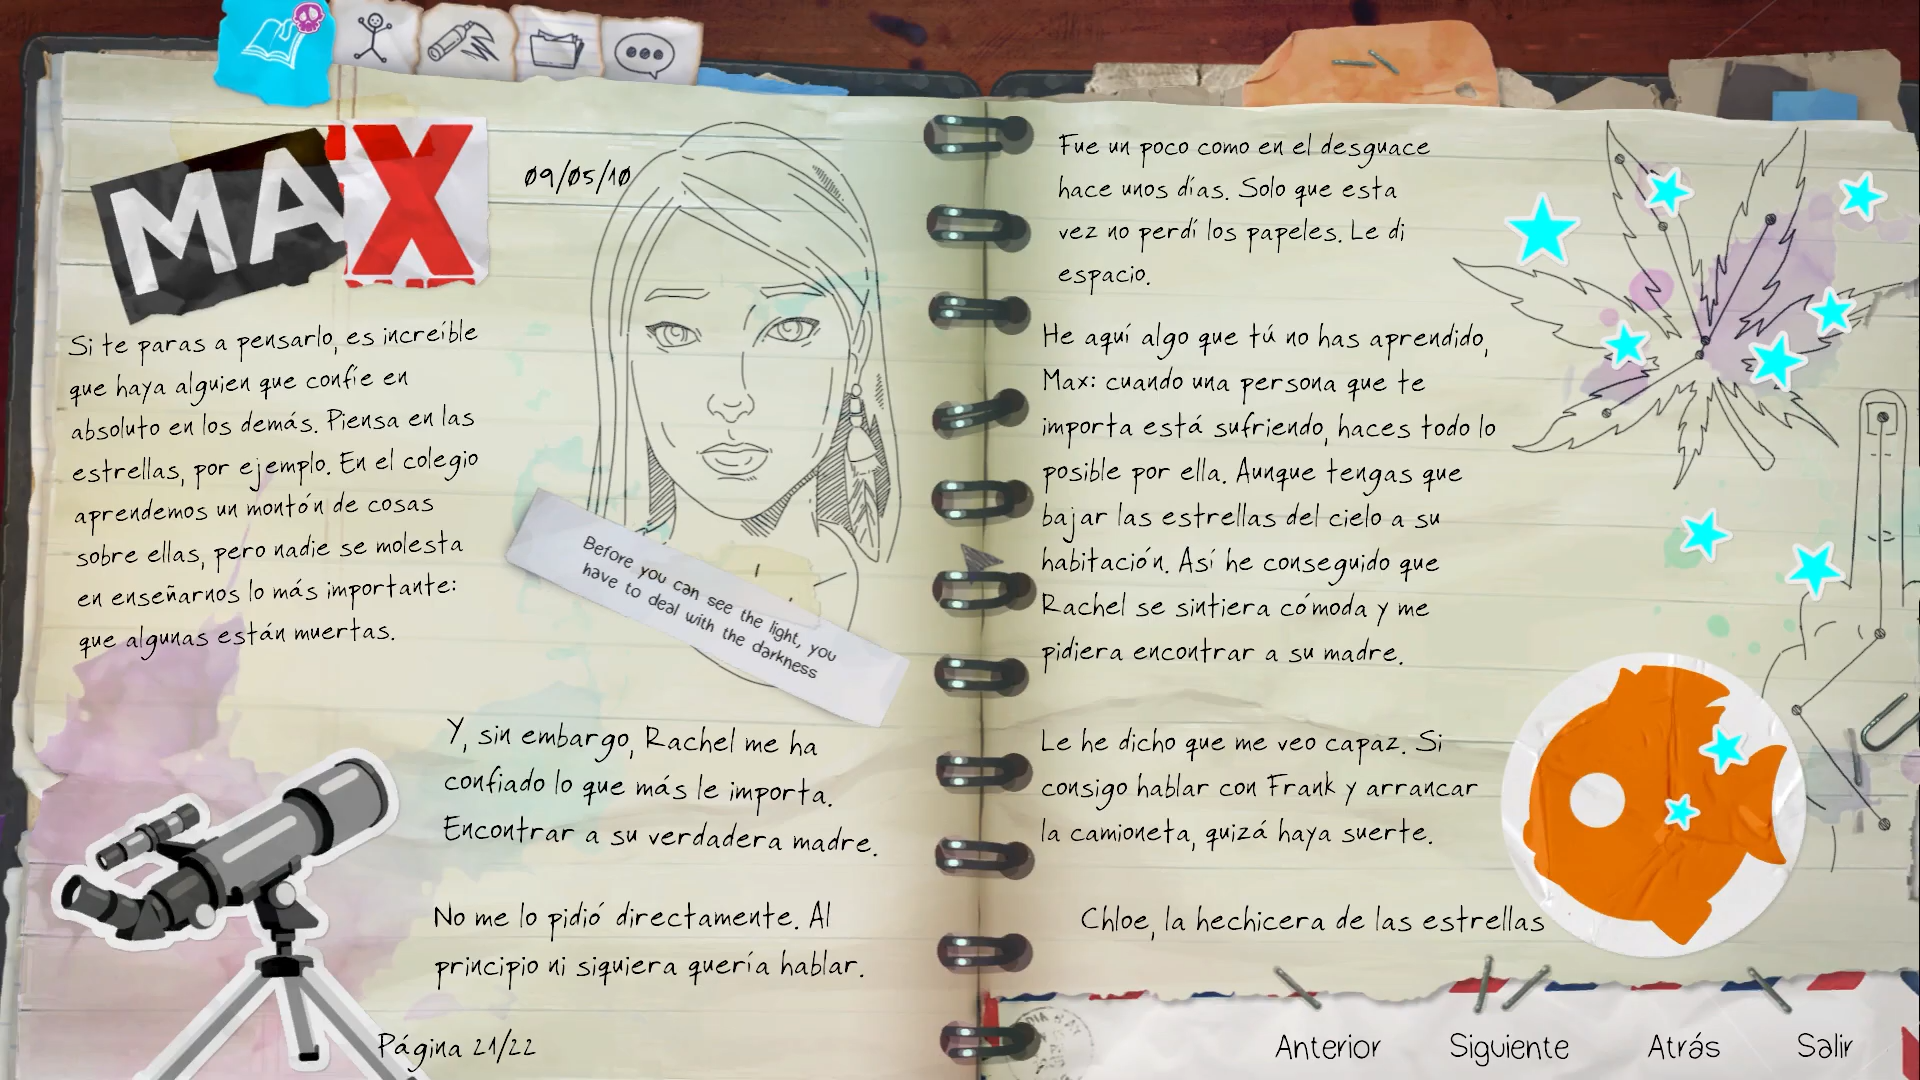 MAX
09/05/10
Si te paras a pensarlo, es increíble
que haya alguien que confíe en
absoluto en los demás. Piensa en las
estrellas, por ejemplo. En el colegio
aprendemos un montón de cosas
sobre ellas, pero nadie se molesta
en enseñarnos lo más importante:
que algunas están muertas.
Before you can see the light, you
have to deal with the darkness
Y, sin embargo, Rachel me ha
confiado lo que más le importa.
Encontrar a su verdadera madre.
No me lo pidió directamente. Al
principio ni siquiera quería hablar.
Página 21/22
Fue un poco como en el desguace
hace unos días. Solo que esta
vez no perdí los papeles. Le di
espacio.
He aquí algo que tú no has aprendido,
Max: cuando una persona que te
importa está sufriendo, haces todo lo
posible por ella. Aunque tengas que
bajar las estrellas del cielo a su
habitación. Así he conseguido que
Rachel se sintiera cómoda y me
pidiera encontrar a su madre.
Le he dicho que me veo capaz. Si
consigo hablar con Frank y arrancar
la camioneta, quizá haya suerte.
Chloe, la hechicera de las estrellas
Anterior
Siguiente
Atrás
Salir